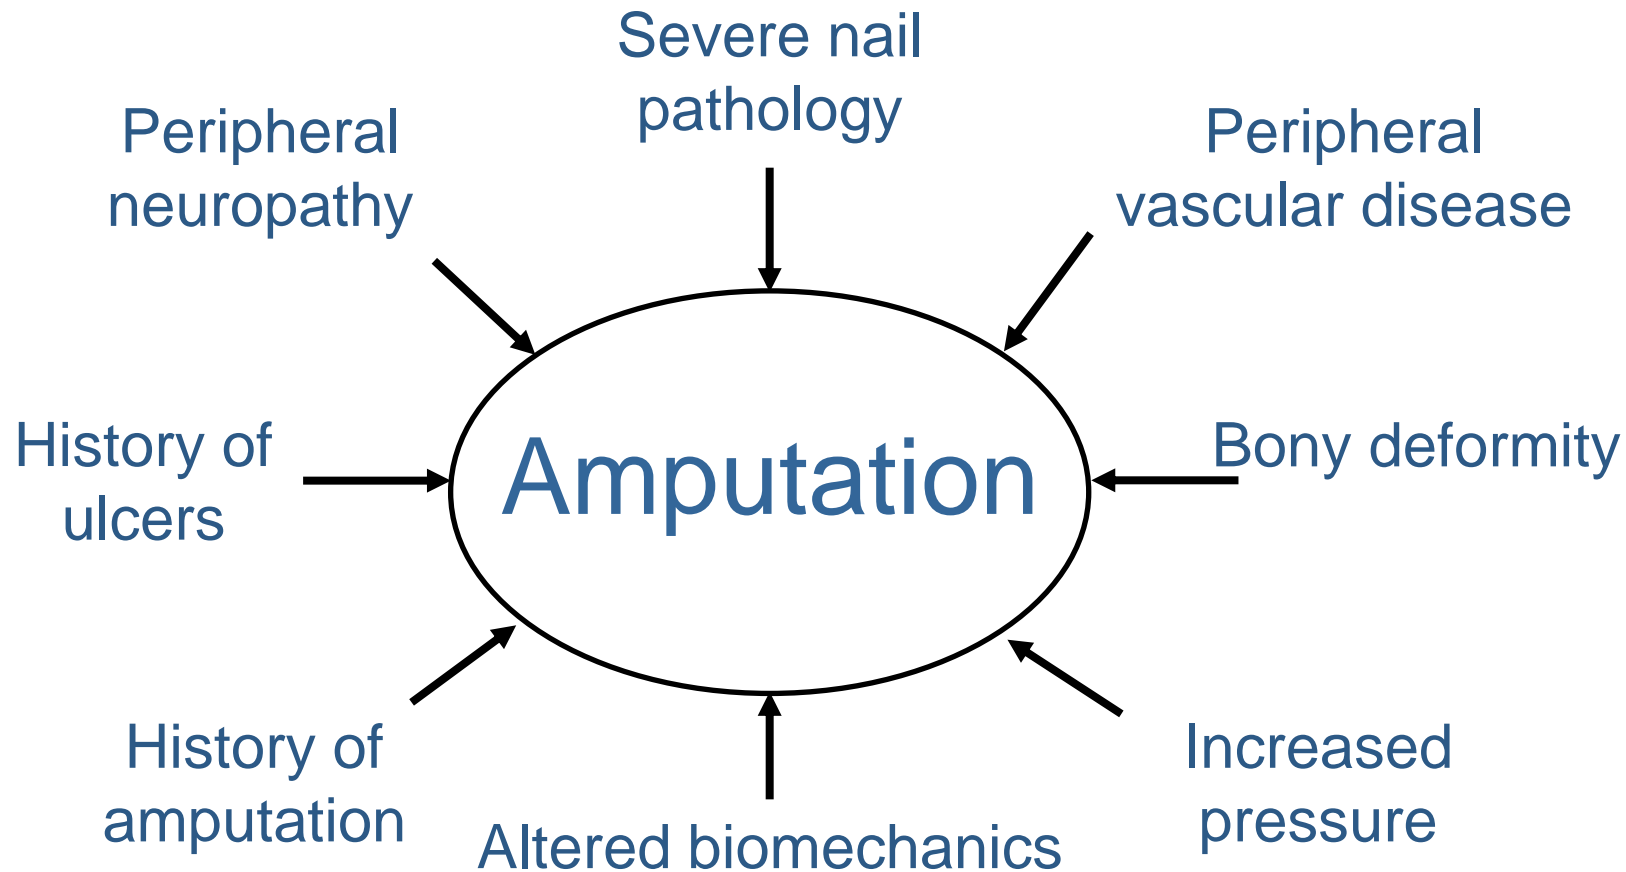 Severe nail
pathology
Peripheral
neuropathy
Peripheral
vascular disease
History of
ulcers
Amputation
Bony deformity
History of
amputation
Altered biomechanics
Increased
pressure